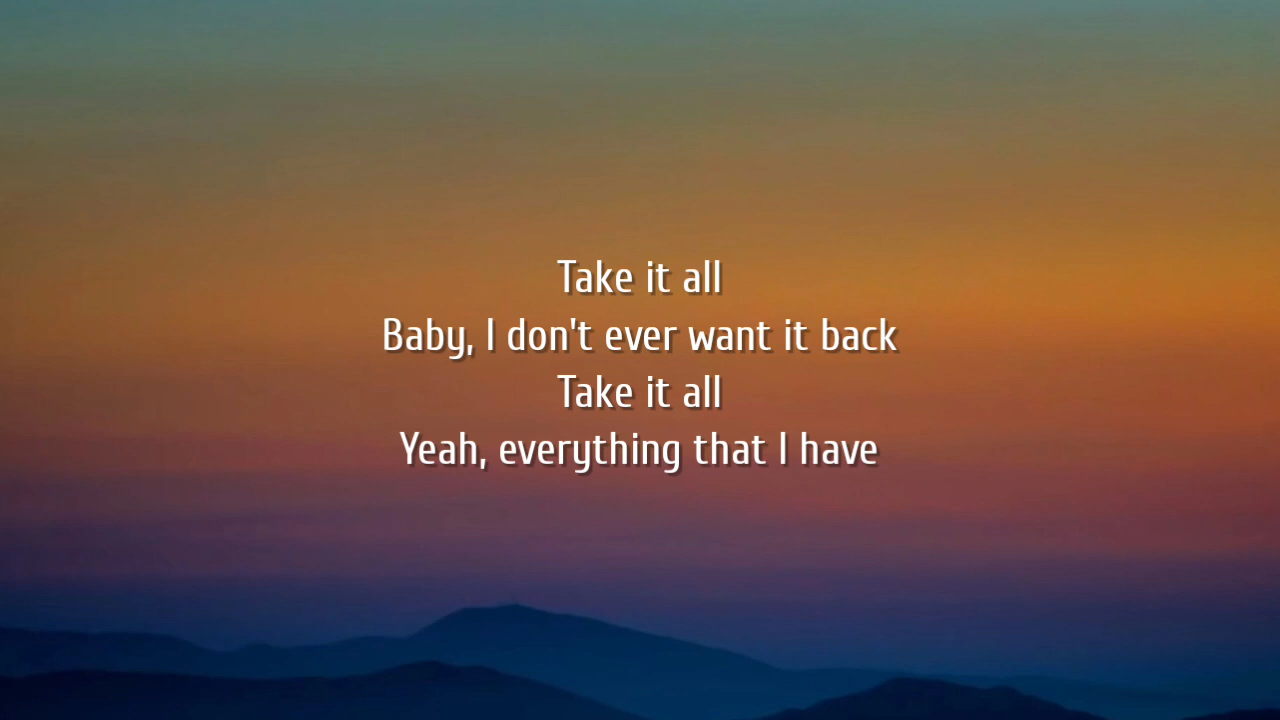 Take it all
Baby, I don't ever want it back
Take it all
Yeah, everything that I have